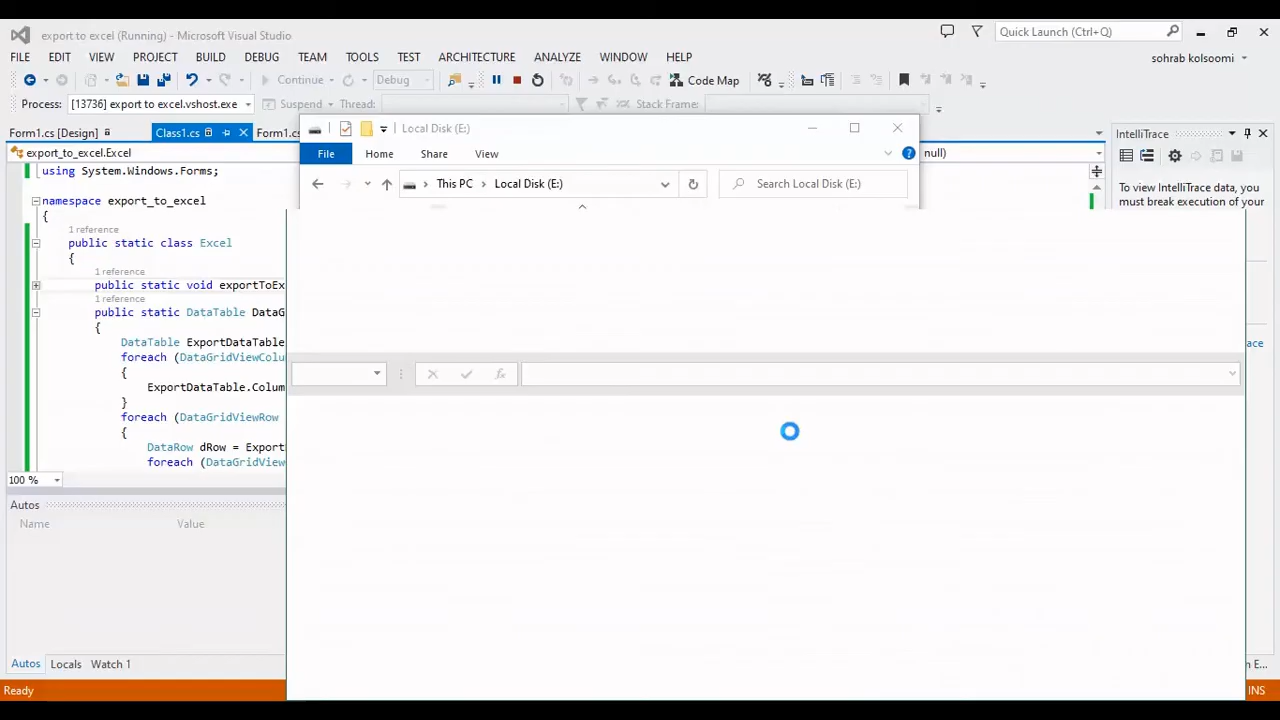 export to excel (Running) - Microsoft Visual Studio
Quick Launch (Ctrl+Q)
FILE EDIT VIEW PROJECT BUILD DEBUG TEAM TOOLS TEST ARCHITECTURE ANALYZE WINDOW HELP
sohrab kolsoomi
Continue Debug Code Map
Process: [13736] export to excel.vshost.exe Suspend Thread: Stack Frame:
Form1.cs [Design] Class1.cs Form1.cs
Local Disk (E:)
IntelliTrace
export_to_excel.Excel
File Home Share View
null)
using System.Windows.Forms;
This PC Local Disk (E:)
Search Local Disk (E:)
To view IntelliTrace data, you
must break execution of your
namespace export_to_excel
{
1 reference
public static class Excel
{
1 reference
public static void exportToEx
1 reference
public static DataTable DataG
{
DataTable ExportDataTable
foreach (DataGridViewColu
{
ExportDataTable.Colum
}
foreach (DataGridViewRow
{
DataRow dRow = Export
foreach (DataGridView
fx
100 %
Autos
Name Value
Autos Locals Watch 1
Ready
INS